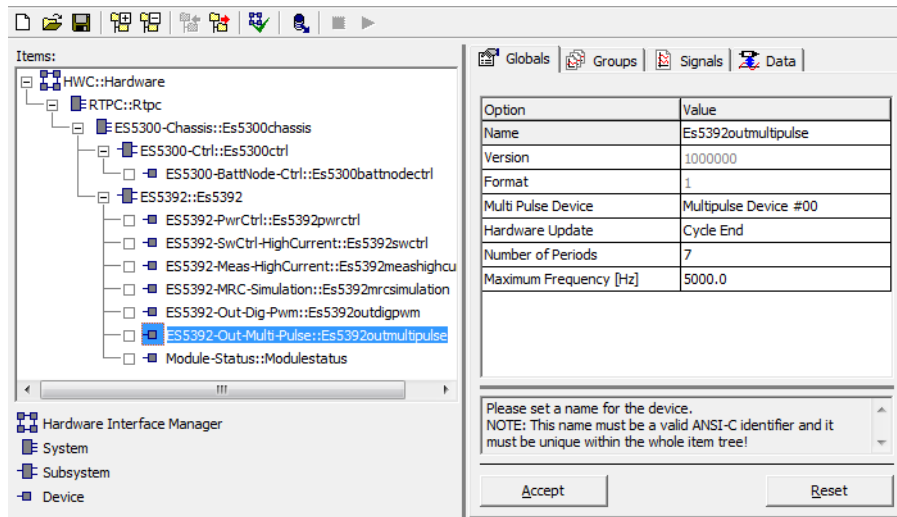 Items:
HWC::Hardware
RTPC::Rtpc
ES5300-Chassis::Es5300chassis
ES5300-Ctrl::Es5300ctrl
ES5300-BattNode-Ctrl::Es5300battnodectrl
ES5392::Es5392
ES5392-PwrCtrl::Es5392pwrctrl
ES5392-SwCtrl-HighCurrent::Es5392swctrl
ES5392-Meas-HighCurrent::Es5392meashighcu
ES5392-MRC-Simulation::Es5392mrcsimulation
ES5392-Out-Dig-Pwm::Es5392outdigpwm
ES5392-Out-Multi-Pulse::Es5392outmultipulse
Module-Status::Modulestatus
Hardware Interface Manager
System
Subsystem
Device
Globals Groups Signals Data
Option Value
Name Es5392outmultipulse
Version 1000000
Format 1
Multi Pulse Device Multipulse Device #00
Hardware Update Cycle End
Number of Periods 7
Maximum Frequency [Hz] 5000.0
Please set a name for the device.
NOTE: This name must be a valid ANSI-C identifier and it
must be unique within the whole item tree!
Accept Reset